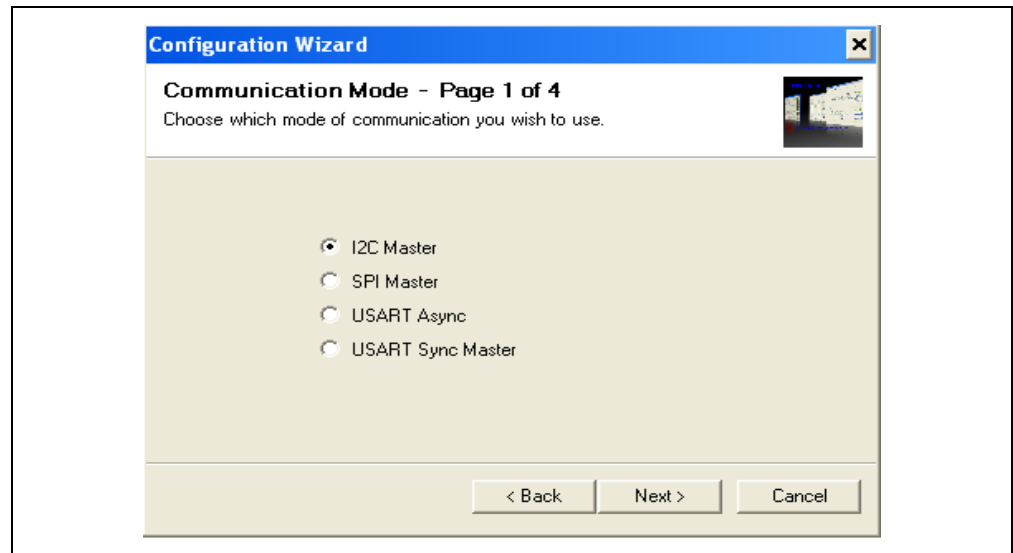 Configuration Wizard
Communication Mode - Page 1 of 4
Choose which mode of communication you wish to use.
I2C Master
SPI Master
USART Async
USART Sync Master
< Back
Next >
Cancel